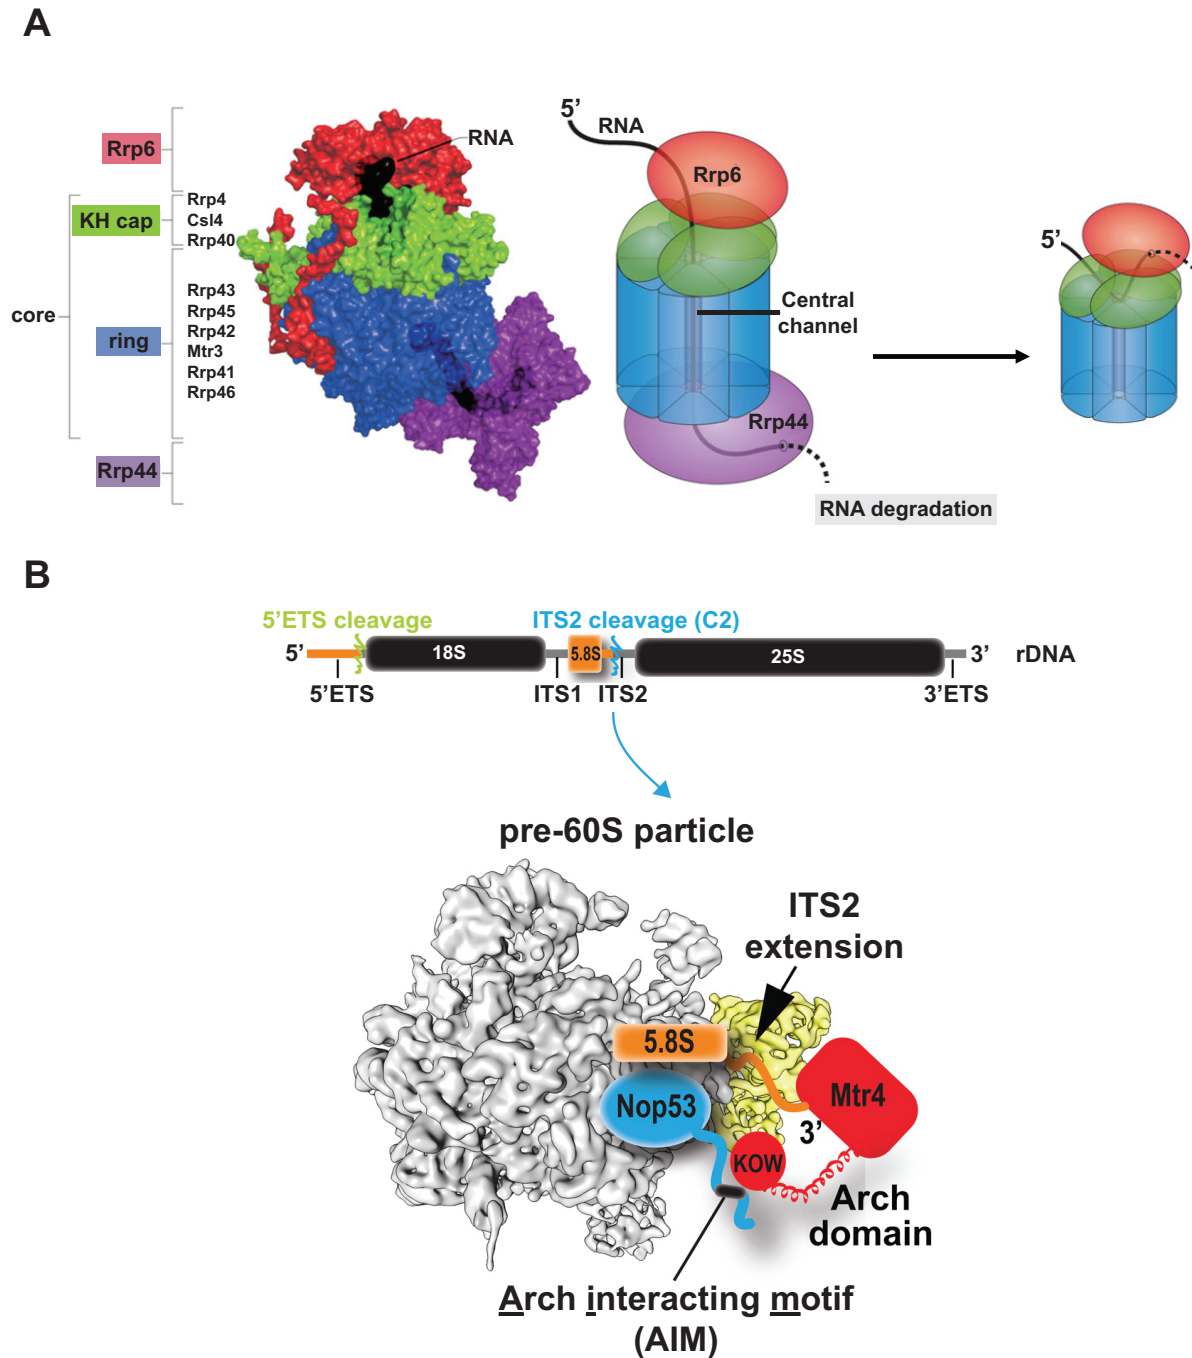 A
Rrp6
KH cap
core
ring
Rrp44
Rrp4
Csl4
Rrp40
Rrp43
Rrp45
Rrp42
Mtr3
Rrp41
Rrp46
RNA
5’
RNA
Rrp6
Central
channel
Rrp44
RNA degradation
5’
B
5’ETS cleavage
ITS2 cleavage (C2)
5’
18S
5.8S
25S
3’
rDNA
5’ETS
ITS1
ITS2
3’ETS
pre-60S particle
ITS2
extension
5.8S
Mtr4
Nop53
3’
KOW
Arch
domain
Arch interacting motif
(AIM)